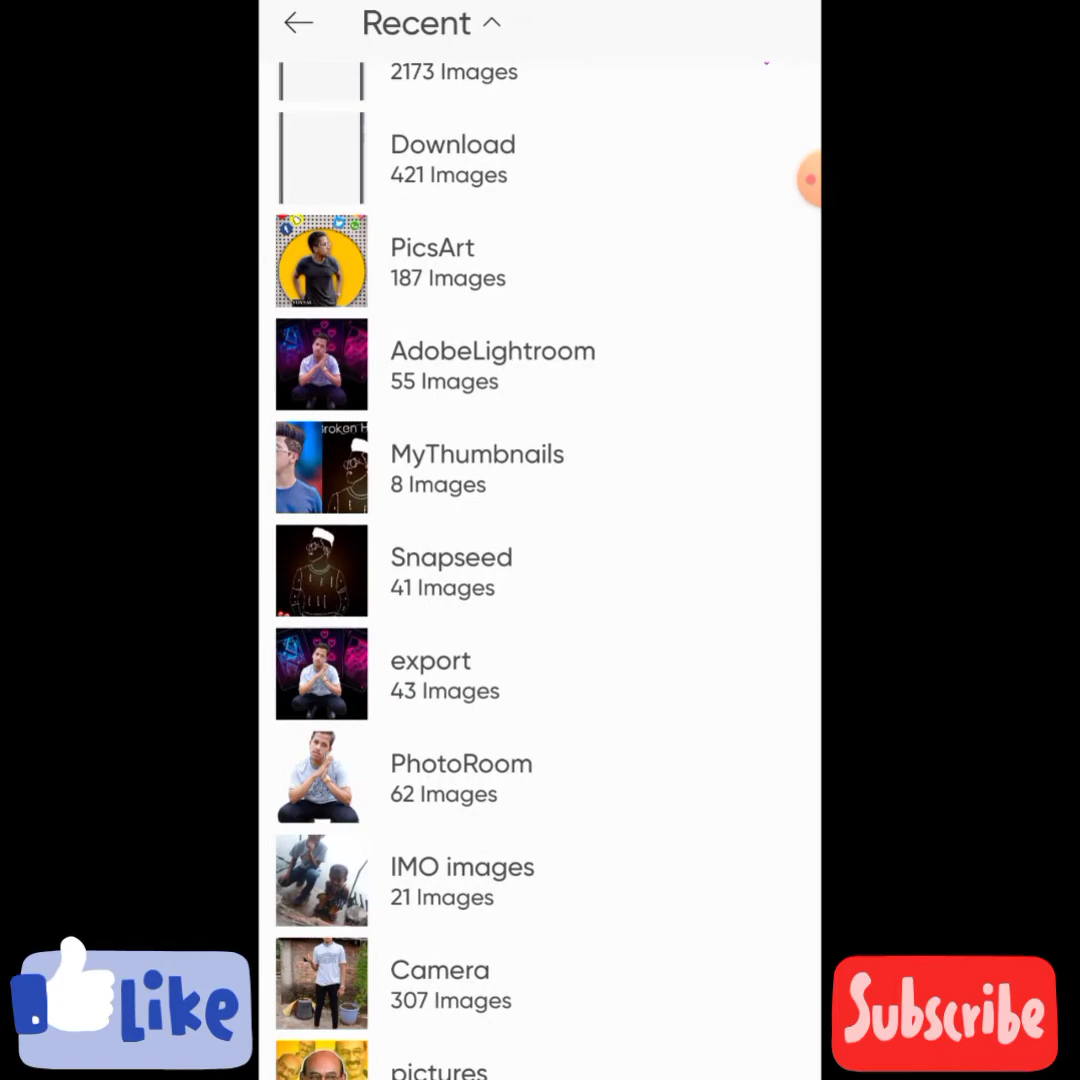 Recent
2173 Images
Download
421 Images
PicsArt
187 Images
AdobeLightroom
55 Images
MyThumbnails
8 Images
Snapseed
41 Images
export
43 Images
PhotoRoom
62 Images
IMO images
21 Images
Camera
307 Images
pictures
Like
Subscribe